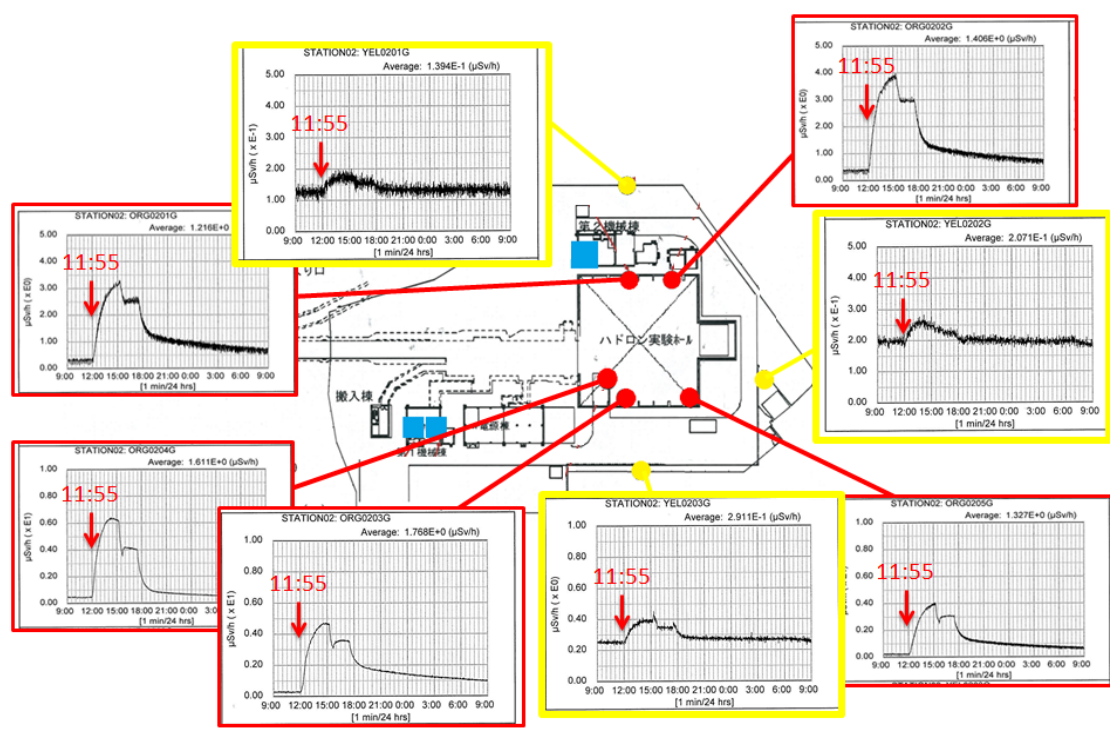 STATION02: YEL0201G
Average: 1.394E-1 (μSv/h)
μSv/h ( x E-1)
5.00
4.00
3.00
2.00
1.00
0.00
11:55
9:00 12:00 15:00 18:00 21:00 0:00 3:00 6:00 9:00
[1 min/24 hrs]
STATION02: ORG0202G
Average: 1.406E+0 (μSv/h)
μSv/h ( x E0)
5.00
4.00
3.00
2.00
1.00
0.00
11:55
9:00 12:00 15:00 18:00 21:00 0:00 3:00 6:00 9:00
[1 min/24 hrs]
STATION02: ORG0201G
Average: 1.216E+0
μSv/h ( x E0)
5.00
4.00
3.00
2.00
1.00
0.00
11:55
9:00 12:00 15:00 18:00 21:00 0:00 3:00 6:00 9:00
[1 min/24 hrs]
STATION02: YEL0202G
Average: 2.071E-1 (μSv/h)
μSv/h ( x E-1)
5.00
4.00
3.00
2.00
1.00
0.00
11:55
9:00 12:00 15:00 18:00 21:00 0:00 3:00 6:00 9:00
[1 min/24 hrs]
第2機械棟
入り口
ハドロン実験ホール
搬入棟
電源棟
第1機械棟
STATION02: ORG0204G
Average: 1.611E+0 (μSv/h)
μSv/h ( x E1)
1.00
0.80
0.60
0.40
0.20
0.00
11:55
9:00 12:00 15:00 18:00 21:00 0:00
[1 min/24 hrs]
STATION02: ORG0203G
Average: 1.768E+0 (μSv/h)
μSv/h ( x E1)
1.00
0.80
0.60
0.40
0.20
0.00
11:55
9:00 12:00 15:00 18:00 21:00 0:00 3:00 6:00 9:00
[1 min/24 hrs]
STATION02: YEL0203G
Average: 2.911E-1 (μSv/h)
μSv/h ( x E0)
1.00
0.80
0.60
0.40
0.20
0.00
11:55
9:00 12:00 15:00 18:00 21:00 0:00 3:00 6:00 9:00
[1 min/24 hrs]
STATION02: ORG0205G
Average: 1.327E+0 (μSv/h)
1.00
0.80
0.60
0.40
0.20
0.00
11:55
9:00 12:00 15:00 18:00 21:00 0:00 3:00 6:00 9:00
[1 min/24 hrs]